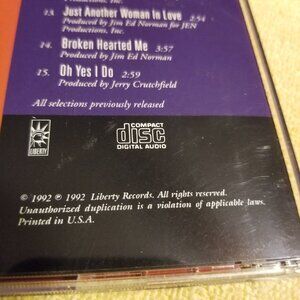 Productions, Inc.
13. Just Another Woman In Love 2:54
Produced by Jim Ed Norman for JEN
Productions, Inc.
14. Broken Hearted Me 3:57
Produced by Jim Ed Norman
15. Oh Yes I Do 2:59
Produced by Jerry Crutchfield
All selections previously released
LIBERTY
COMPACT
disc
DIGITAL AUDIO
© 1992 ℗ 1992 Liberty Records. All rights reserved.
Unauthorized duplication is a violation of applicable laws.
Printed in U.S.A.